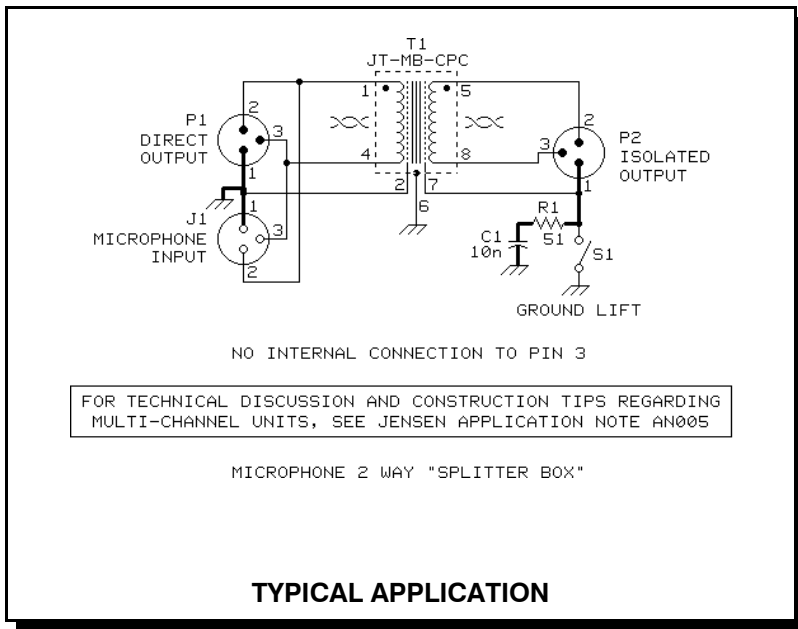 T1
JT-MB-CPC
1
5
2
P1
DIRECT
OUTPUT
3
1
4
8
2
7
6
2
3
P2
ISOLATED
OUTPUT
1
J1
MICROPHONE
INPUT
1
3
2
R1
51
C1
10n
S1
GROUND LIFT
NO INTERNAL CONNECTION TO PIN 3
FOR TECHNICAL DISCUSSION AND CONSTRUCTION TIPS REGARDING
MULTI-CHANNEL UNITS, SEE JENSEN APPLICATION NOTE AN005
MICROPHONE 2 WAY "SPLITTER BOX"
TYPICAL APPLICATION